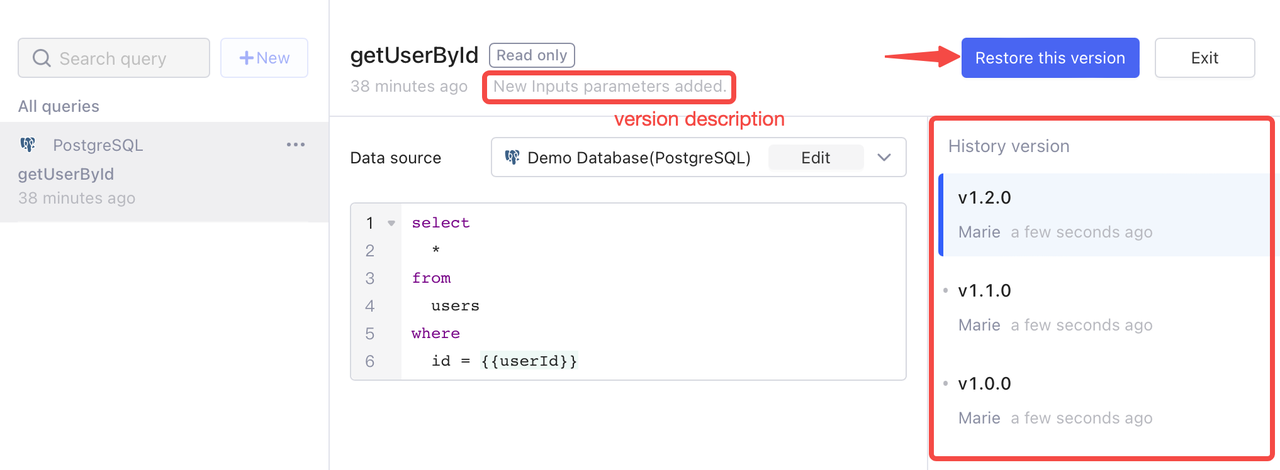 Search query
+New
All queries
PostgreSQL
getUserById
38 minutes ago
getUserById
Read only
38 minutes ago
New Inputs parameters added.
version description
Restore this version
Exit
Data source
Demo Database(PostgreSQL)
Edit
1 select
2 *
3 from
4 users
5 where
6 id = {{userId}}
History version
v1.2.0
Marie a few seconds ago
v1.1.0
Marie a few seconds ago
v1.0.0
Marie a few seconds ago